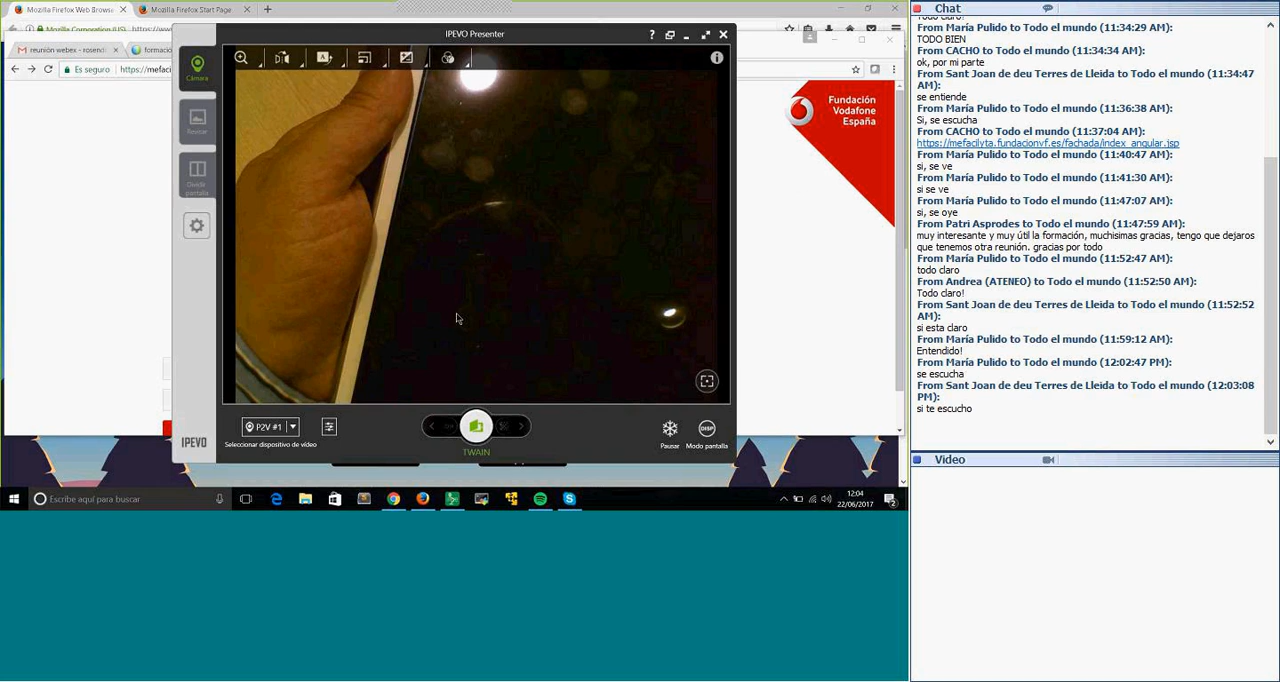 Mozilla Firefox Web Browse
Mozilla Firefox Start Page
Mozilla Corporation (US)
https://www
reunión webex - rosend
formació
Es seguro
https://mefaci
IPEVO Presenter
Cámara
Revisar
Dividir
pantalla
Fundación
Vodafone
España
P2V #1
Seleccionar dispositivo de vídeo
IPEVO
TWAIN
Pausar
DISP
Modo pantalla
Escribe aquí para buscar
12:04
22/06/2017
2
Chat
Todo claro!
From María Pulido to Todo el mundo (11:34:29 AM):
TODO BIEN
From CACHO to Todo el mundo (11:34:34 AM):
ok, por mi parte
From Sant Joan de deu Terres de Lleida to Todo el mundo (11:34:47
AM):
se entiende
From María Pulido to Todo el mundo (11:36:38 AM):
Si, se escucha
From CACHO to Todo el mundo (11:37:04 AM):
https://mefacilyta.fundacionvf.es/fachada/index_angular.jsp
From María Pulido to Todo el mundo (11:40:47 AM):
si, se ve
From María Pulido to Todo el mundo (11:41:30 AM):
si se ve
From María Pulido to Todo el mundo (11:47:07 AM):
si, se oye
From Patri Asprodes to Todo el mundo (11:47:59 AM):
muy interesante y muy útil la formación, muchisimas gracias, tengo que dejaros
que tenemos otra reunión. gracias por todo
From María Pulido to Todo el mundo (11:52:47 AM):
todo claro
From Andrea (ATENEO) to Todo el mundo (11:52:50 AM):
Todo claro!
From Sant Joan de deu Terres de Lleida to Todo el mundo (11:52:52
AM):
si esta claro
From María Pulido to Todo el mundo (11:59:12 AM):
Entendido!
From María Pulido to Todo el mundo (12:02:47 PM):
se escucha
From Sant Joan de deu Terres de Lleida to Todo el mundo (12:03:08
PM):
si te escucho
Video